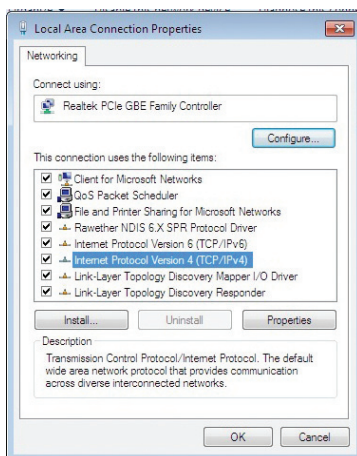 Local Area Connection Properties
Networking
Connect using:
Realtek PCIe GBE Family Controller
Configure...
This connection uses the following items:
Client for Microsoft Networks
QoS Packet Scheduler
File and Printer Sharing for Microsoft Networks
Rawether NDIS 6.X SPR Protocol Driver
Internet Protocol Version 6 (TCP/IPv6)
Internet Protocol Version 4 (TCP/IPv4)
Link-Layer Topology Discovery Mapper I/O Driver
Link-Layer Topology Discovery Responder
Install... Uninstall Properties
Description
Transmission Control Protocol/Internet Protocol. The default
wide area network protocol that provides communication
across diverse interconnected networks.
OK Cancel